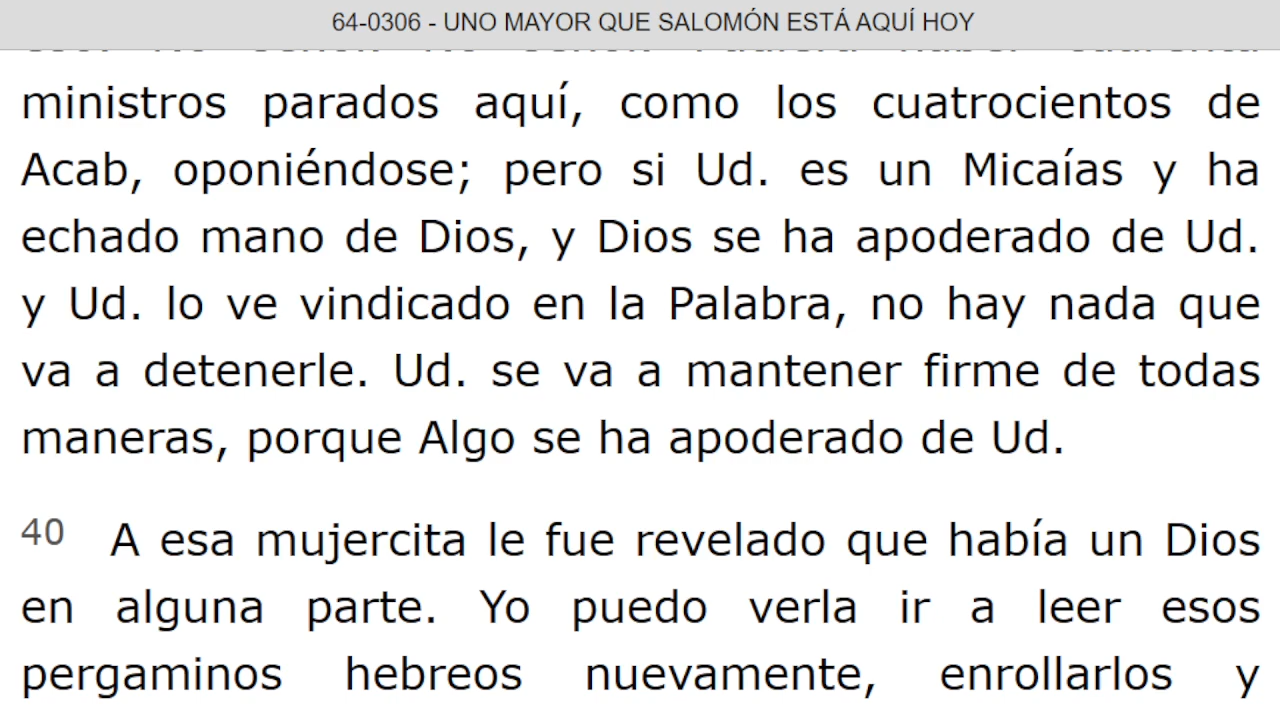 64-0306 - UNO MAYOR QUE SALOMÓN ESTÁ AQUÍ HOY
ministros parados aquí, como los cuatrocientos de
Acab, oponiéndose; pero si Ud. es un Micaías y ha
echado mano de Dios, y Dios se ha apoderado de Ud.
y Ud. lo ve vindicado en la Palabra, no hay nada que
va a detenerle. Ud. se va a mantener firme de todas
maneras, porque Algo se ha apoderado de Ud.
40 A esa mujercita le fue revelado que había un Dios
en alguna parte. Yo puedo verla ir a leer esos
pergaminos hebreos nuevamente, enrollarlos y